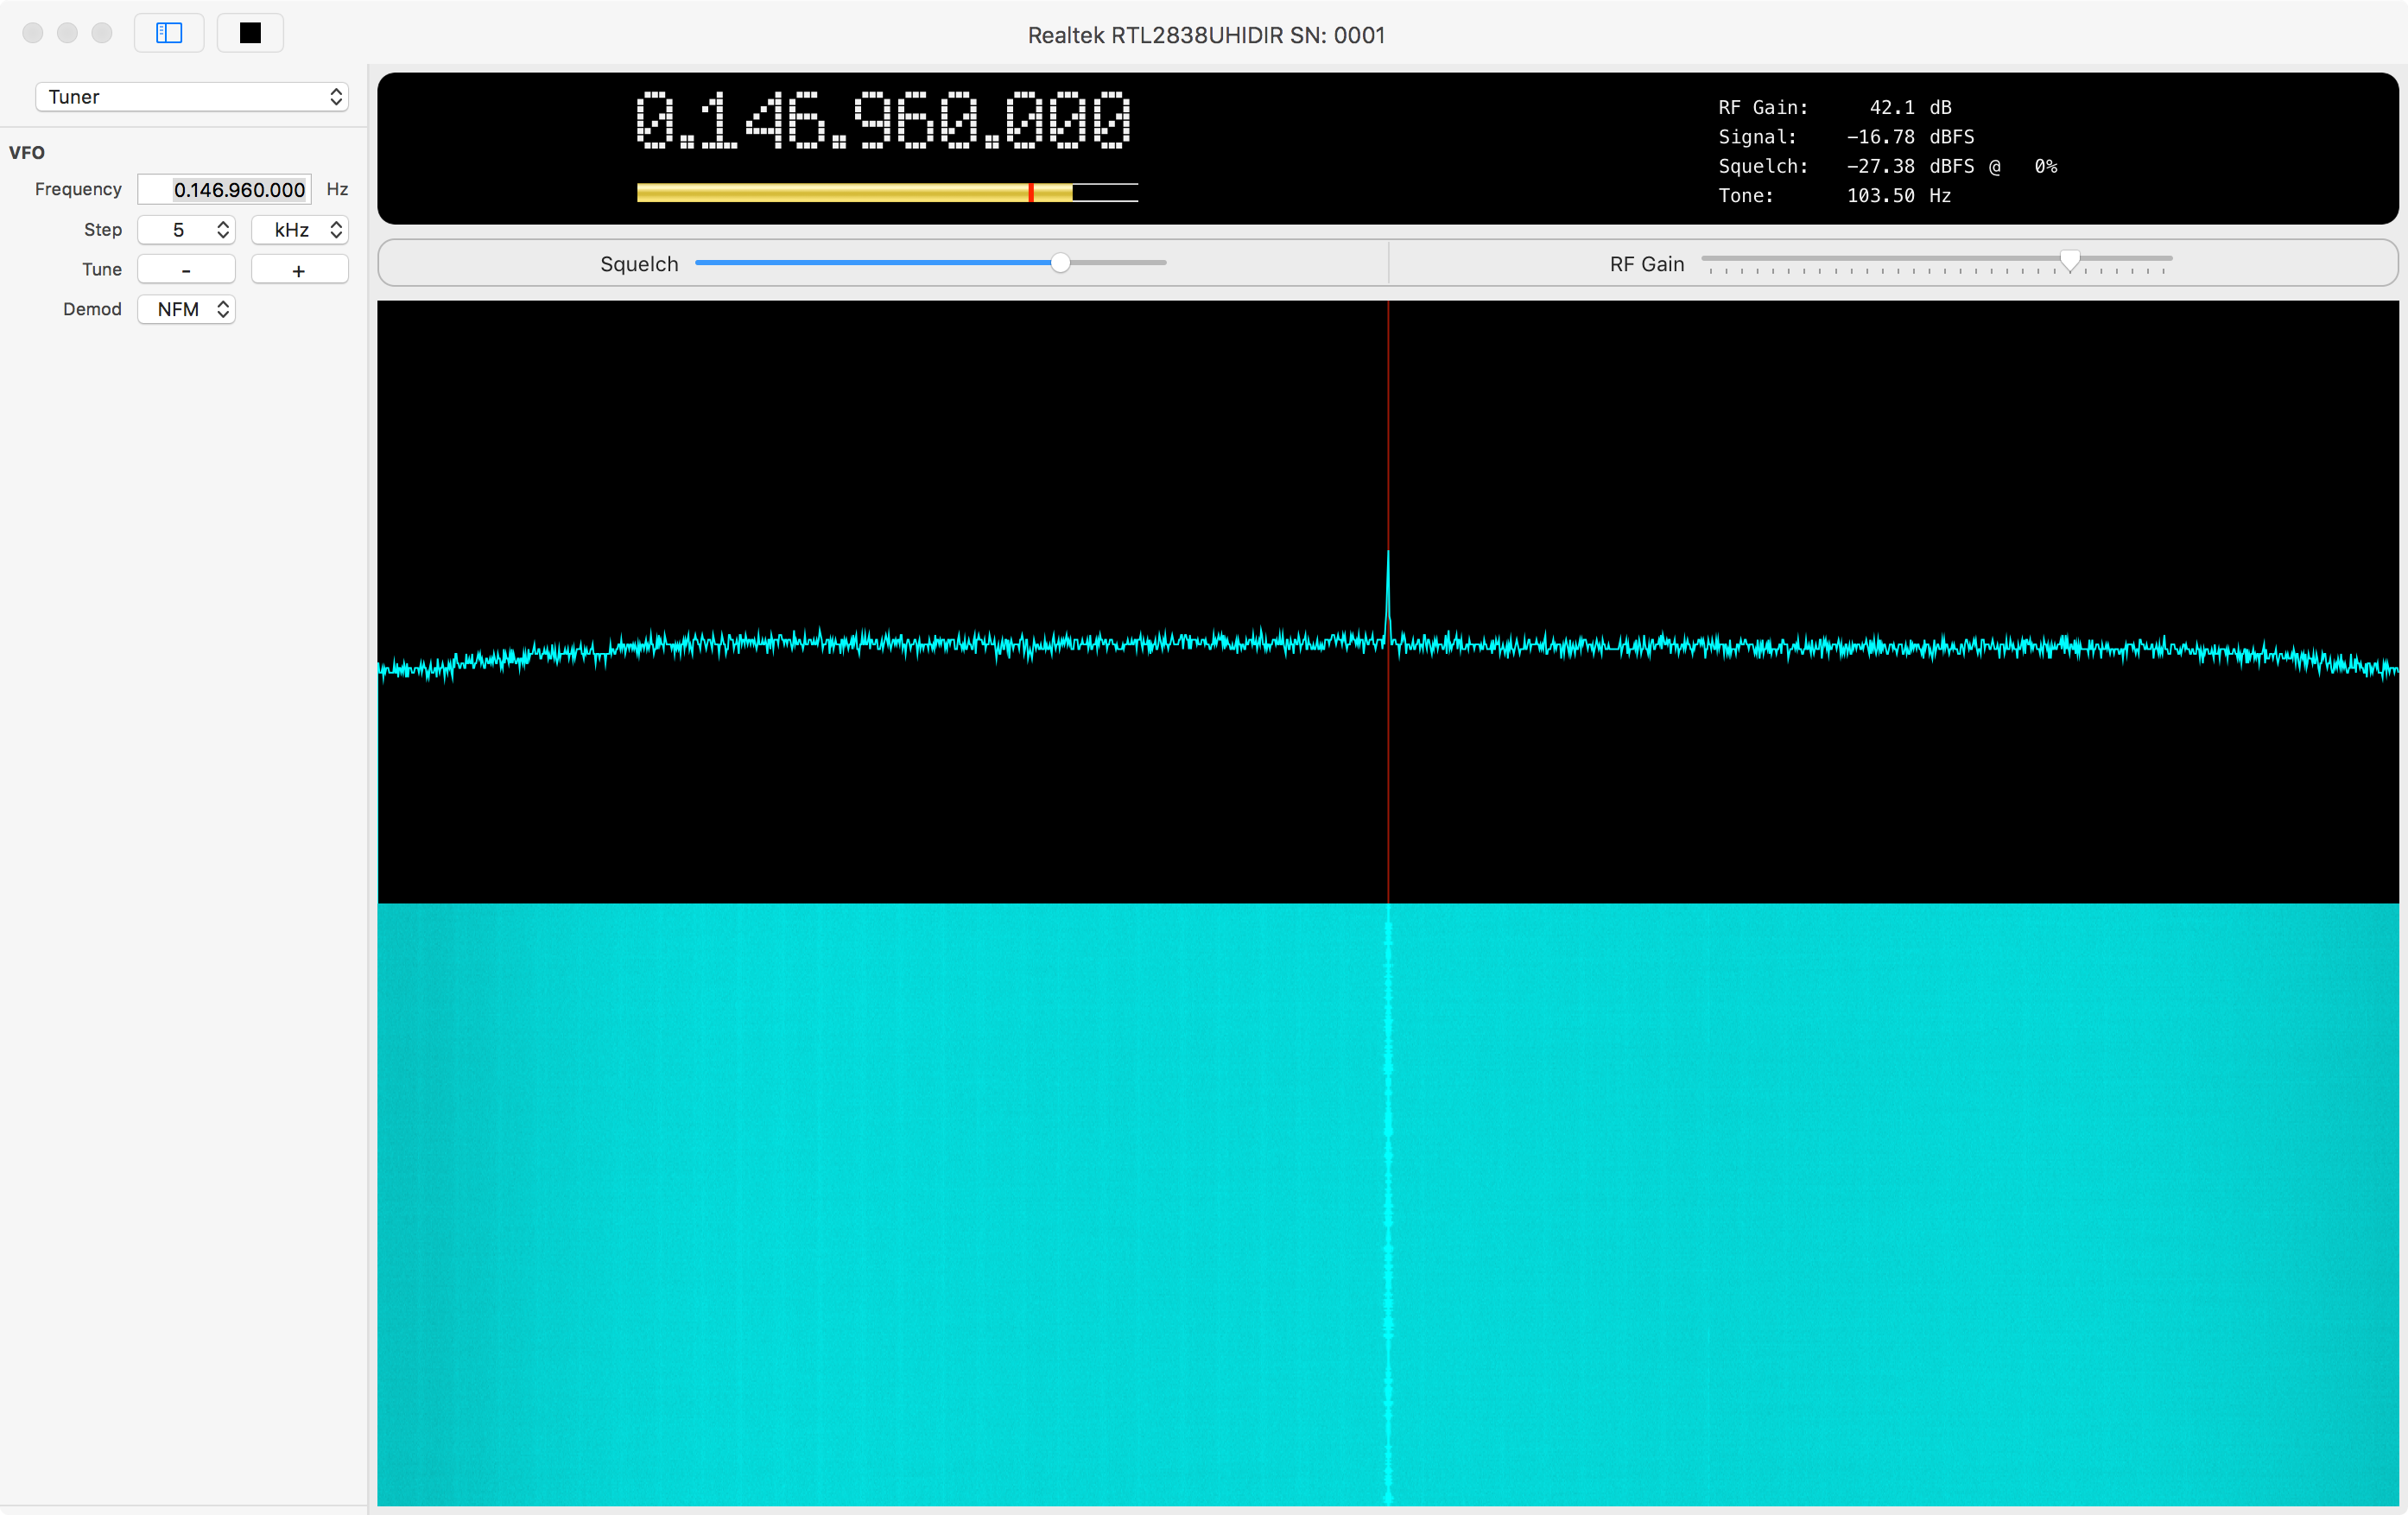 Realtek RTL2838UHIDIR SN: 0001
Tuner
VFO
Frequency 0.146.960.000 Hz
Step 5 kHz
Tune - +
Demod NFM
0.146.960.000
RF Gain: 42.1 dB
Signal: -16.78 dBFS
Squelch: -27.38 dBFS @ 0%
Tone: 103.50 Hz
Squelch
RF Gain